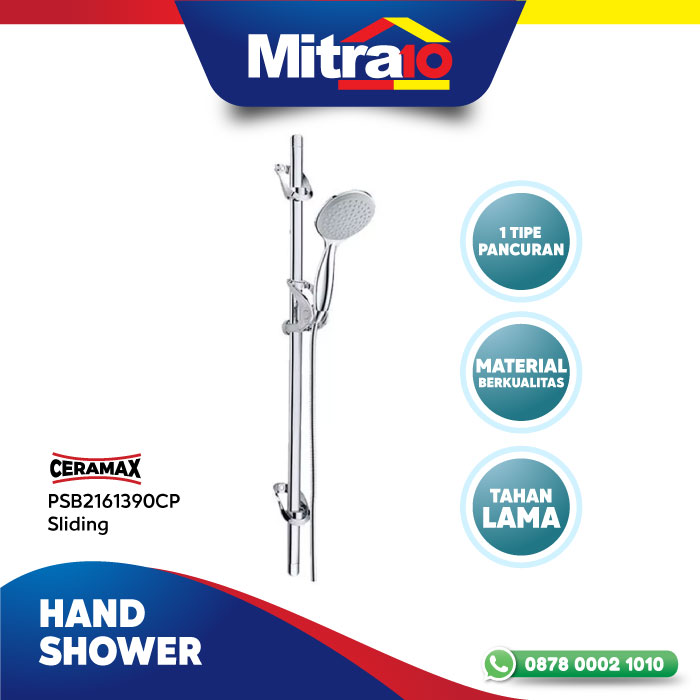 Mitra10
1 TIPE
PANCURAN
MATERIAL
BERKUALITAS
TAHAN
LAMA
CERAMAX
PSB2161390CP
Sliding
HAND
SHOWER
0878 0002 1010